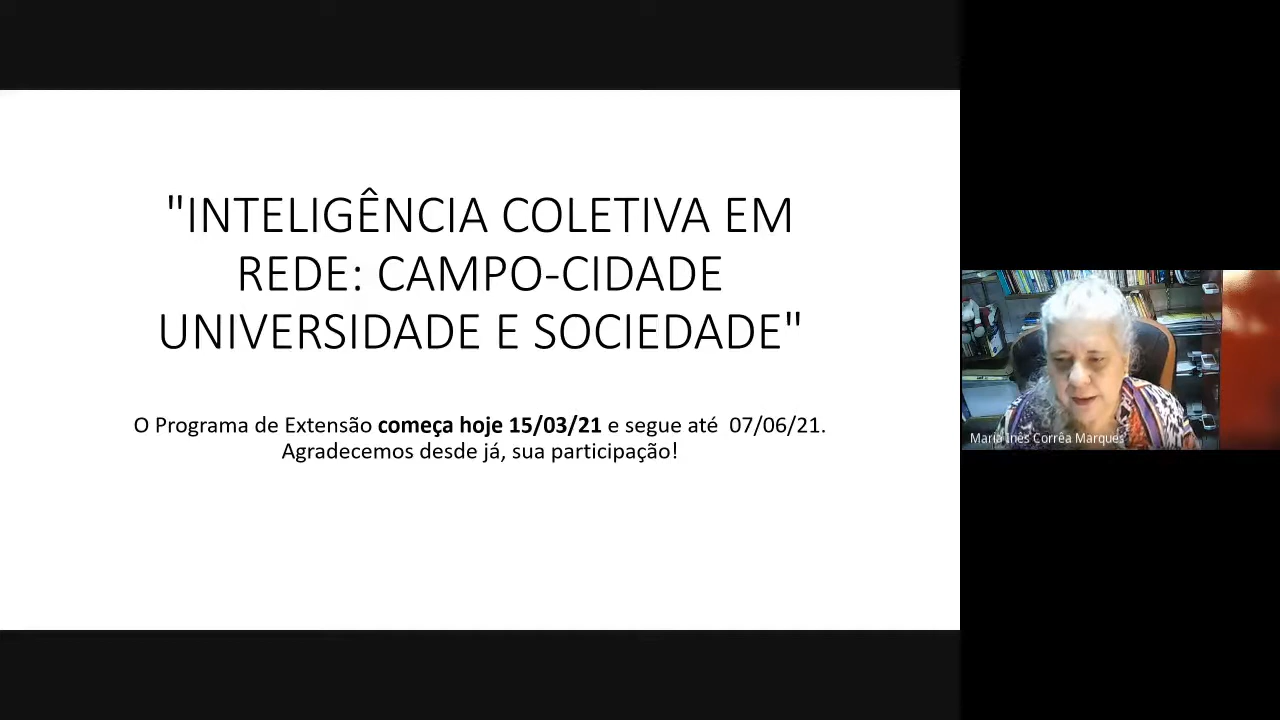 "INTELIGÊNCIA COLETIVA EM
REDE: CAMPO-CIDADE
UNIVERSIDADE E SOCIEDADE"
O Programa de Extensão começa hoje 15/03/21 e segue até  07/06/21.
Agradecemos desde já, sua participação!
Maria Inês Corrêa Marques